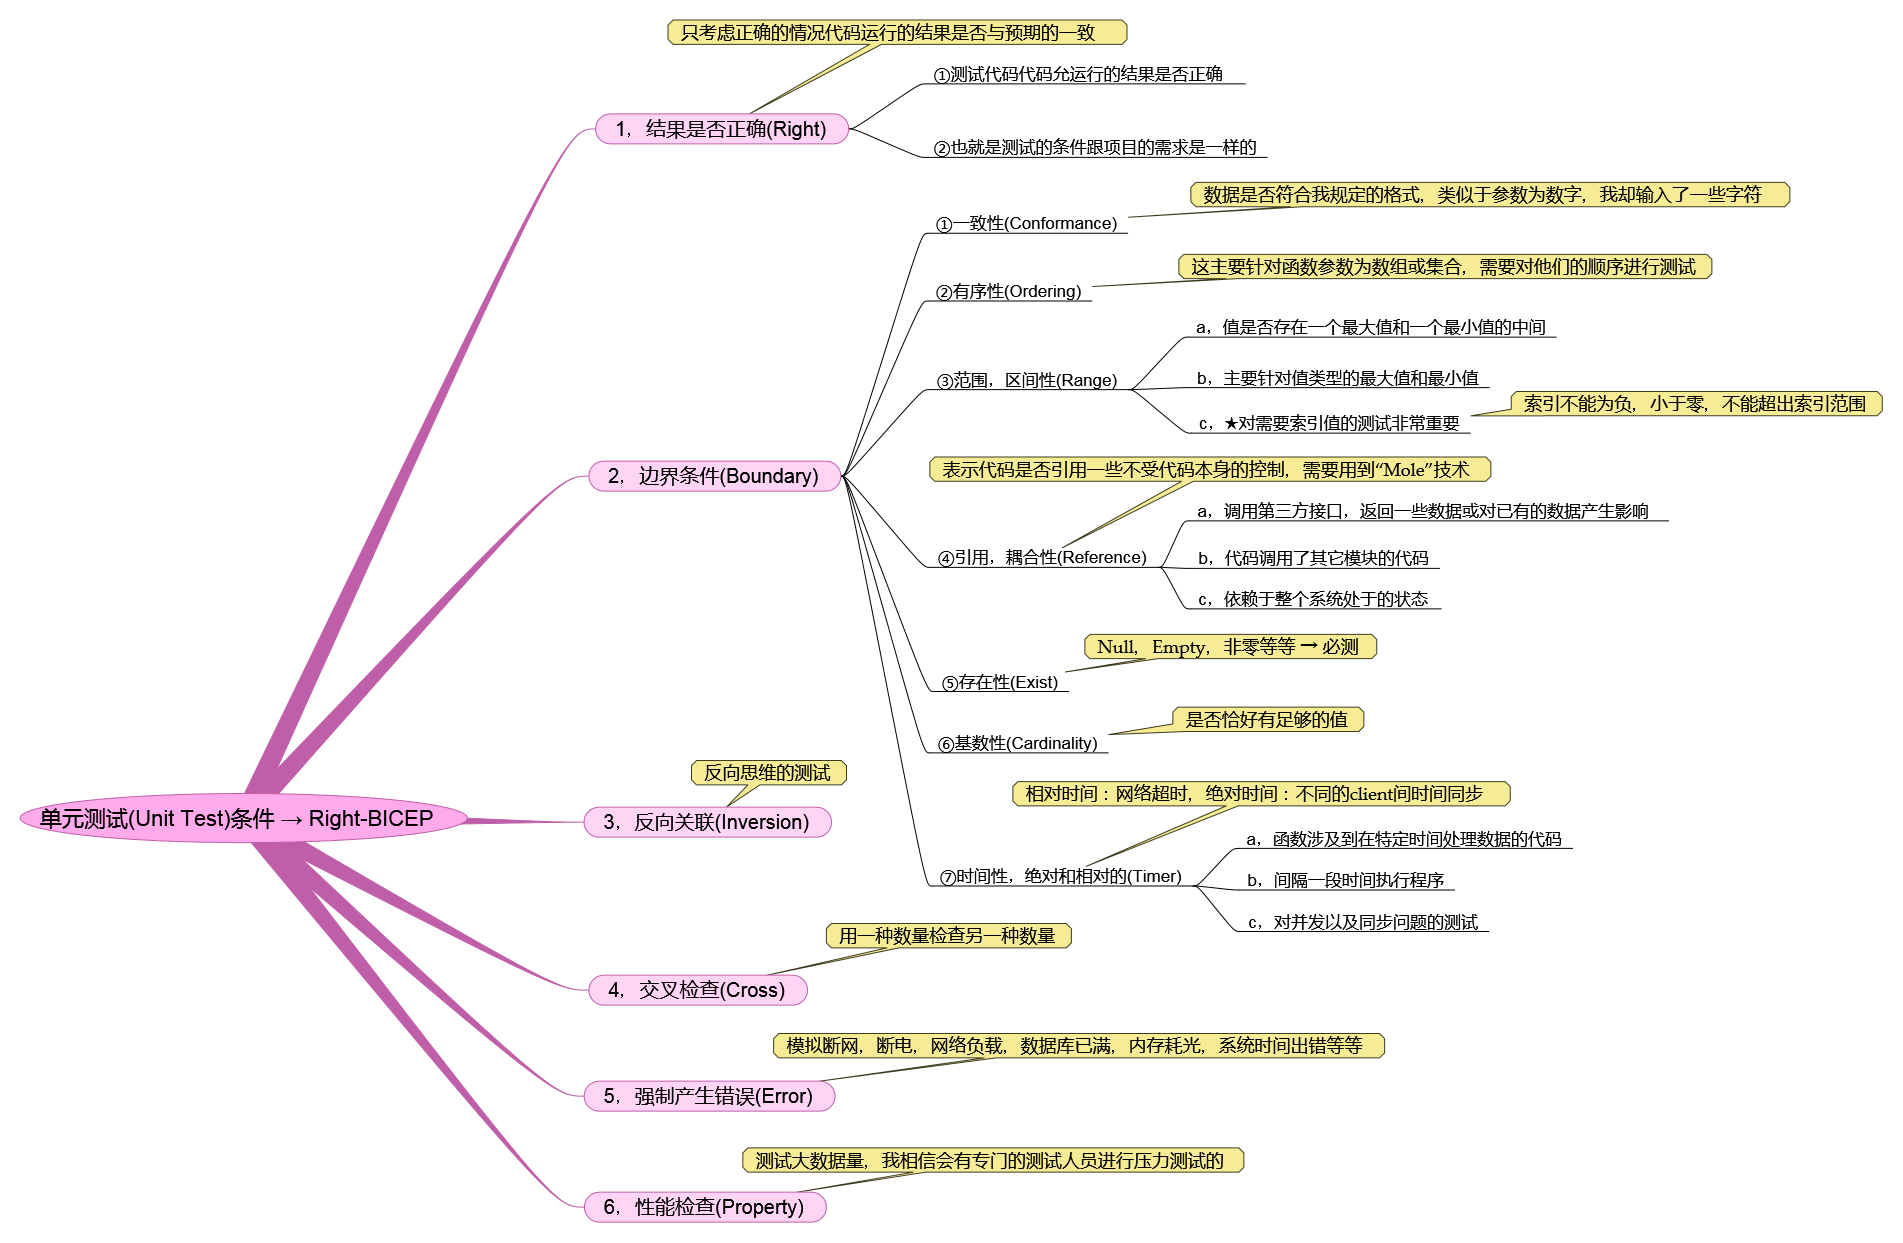 单元测试(Unit Test)条件 → Right-BICEP
只考虑正确的情况代码运行的结果是否与预期的一致
1，结果是否正确(Right)
①测试代码代码允运行的结果是否正确
②也就是测试的条件跟项目的需求是一样的
2，边界条件(Boundary)
数据是否符合我规定的格式，类似于参数为数字，我却输入了一些字符
①一致性(Conformance)
这主要针对函数参数为数组或集合，需要对他们的顺序进行测试
②有序性(Ordering)
③范围，区间性(Range)
a，值是否存在一个最大值和一个最小值的中间
b，主要针对值类型的最大值和最小值
索引不能为负，小于零，不能超出索引范围
c，★对需要索引值的测试非常重要
表示代码是否引用一些不受代码本身的控制，需要用到“Mole”技术
④引用，耦合性(Reference)
a，调用第三方接口，返回一些数据或对已有的数据产生影响
b，代码调用了其它模块的代码
c，依赖于整个系统处于的状态
Null，Empty，非零等等 → 必测
⑤存在性(Exist)
是否恰好有足够的值
⑥基数性(Cardinality)
相对时间：网络超时，绝对时间：不同的client间时间同步
⑦时间性，绝对和相对的(Timer)
a，函数涉及到在特定时间处理数据的代码
b，间隔一段时间执行程序
c，对并发以及同步问题的测试
反向思维的测试
3，反向关联(Inversion)
用一种数量检查另一种数量
4，交叉检查(Cross)
模拟断网，断电，网络负载，数据库已满，内存耗光，系统时间出错等等
5，强制产生错误(Error)
测试大数据量，我相信会有专门的测试人员进行压力测试的
6，性能检查(Property)